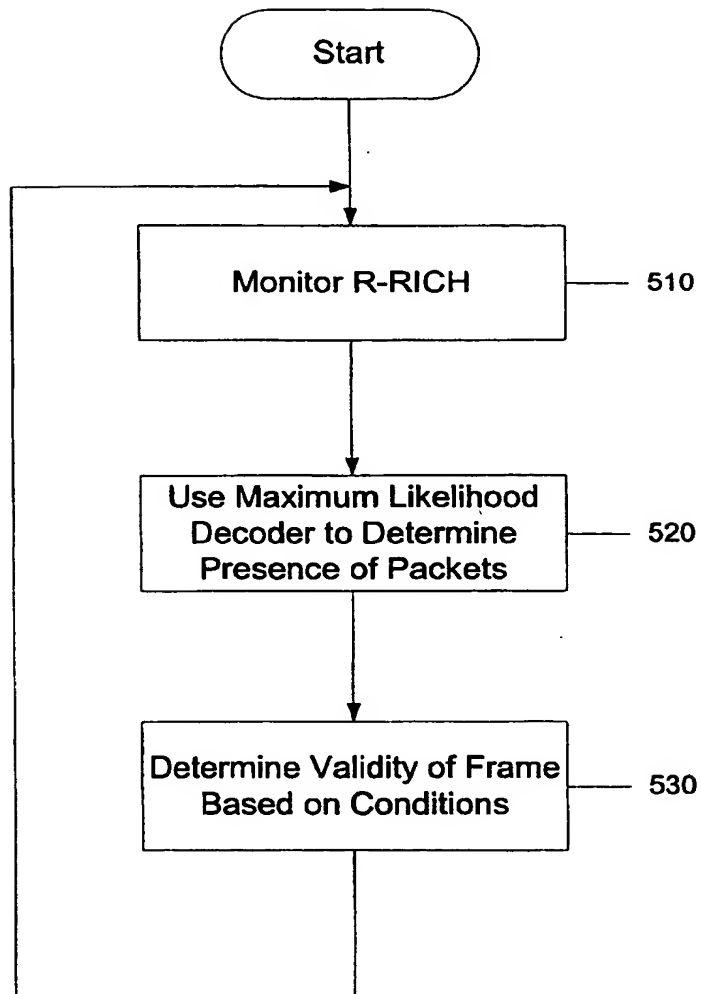 Start
Monitor R-RICH
510
Use Maximum Likelihood
Decoder to Determine
Presence of Packets
520
Determine Validity of Frame
Based on Conditions
530